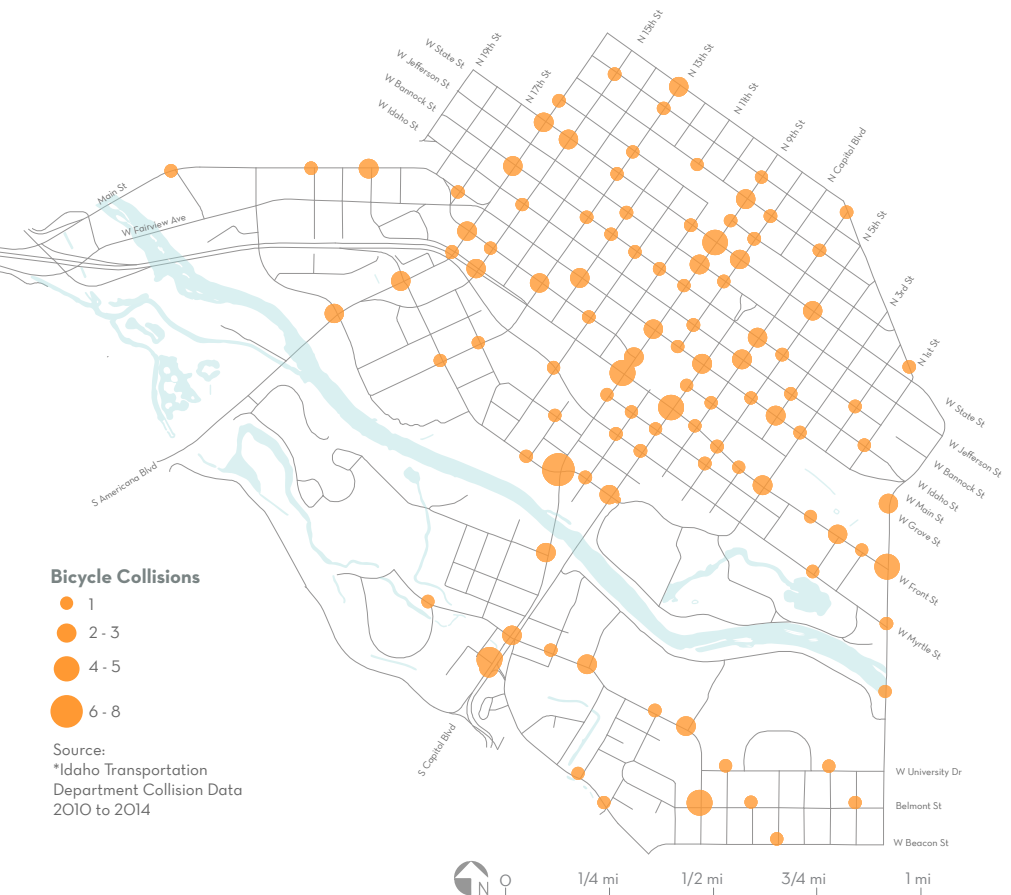 N 15th St
N 19th St
W State St
N 13th St
W Jefferson St
N 17th St
W Bannock St
N 11th St
W Idaho St
N 9th St
N Capitol Blvd
Main St
W Fairview Ave
N 5th St
N 3rd St
N 1st St
W State St
W Jefferson St
W Bannock St
W Idaho St
W Main St
W Grove St
S Americana Blvd
W Front St
W Myrtle St
Bicycle Collisions
1
2 - 3
4 - 5
6 - 8
Source:
*Idaho Transportation
Department Collision Data
2010 to 2014
S Capitol Blvd
W University Dr
Belmont St
W Beacon St
N 0 1/4 mi 1/2 mi 3/4 mi 1 mi